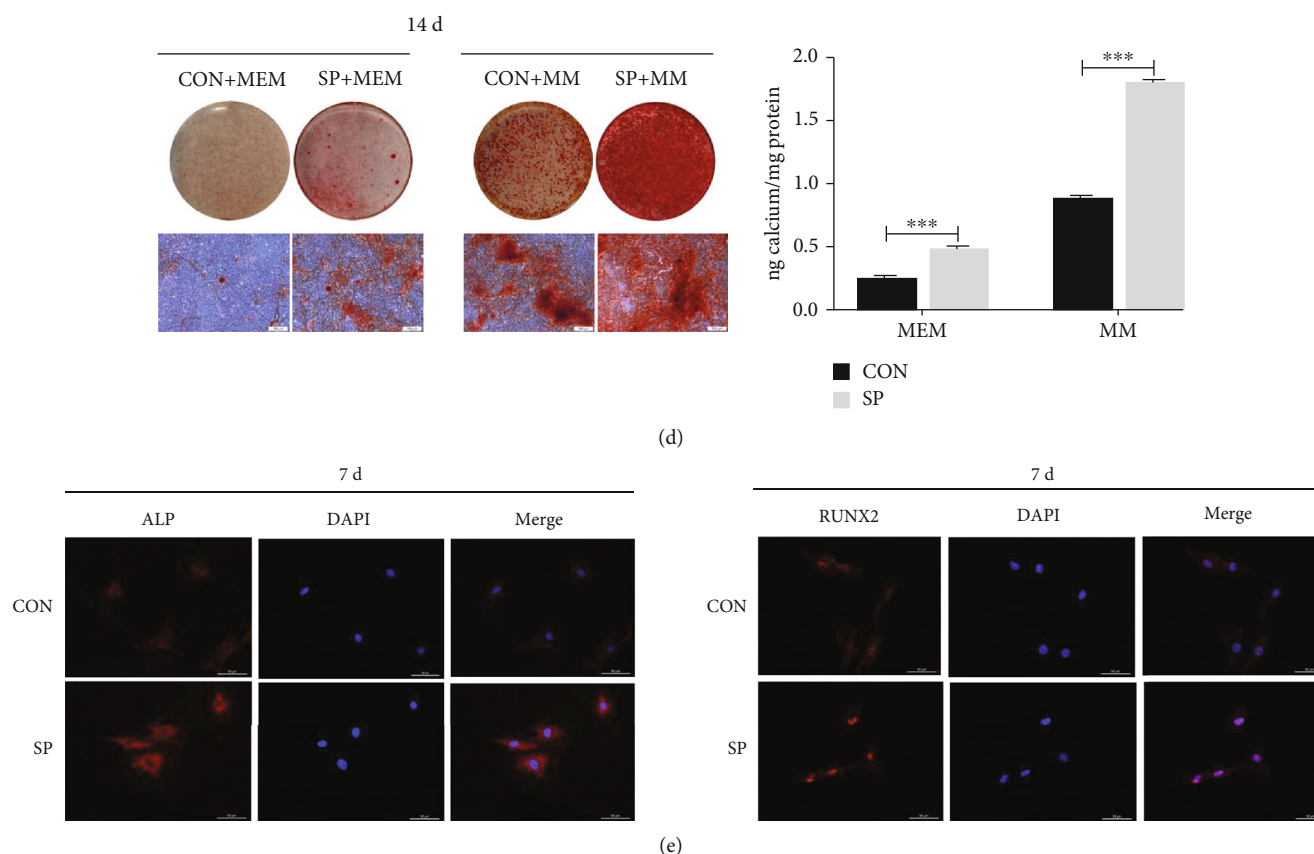 14 d
CON+MEM SP+MEM CON+MM SP+MM
ng calcium/mg protein
2.0
1.5
1.0
0.5
0.0
***
***
MEM MM
CON
SP
(d)
7 d
ALP DAPI Merge
CON
SP
7 d
RUNX2 DAPI Merge
CON
SP
(e)